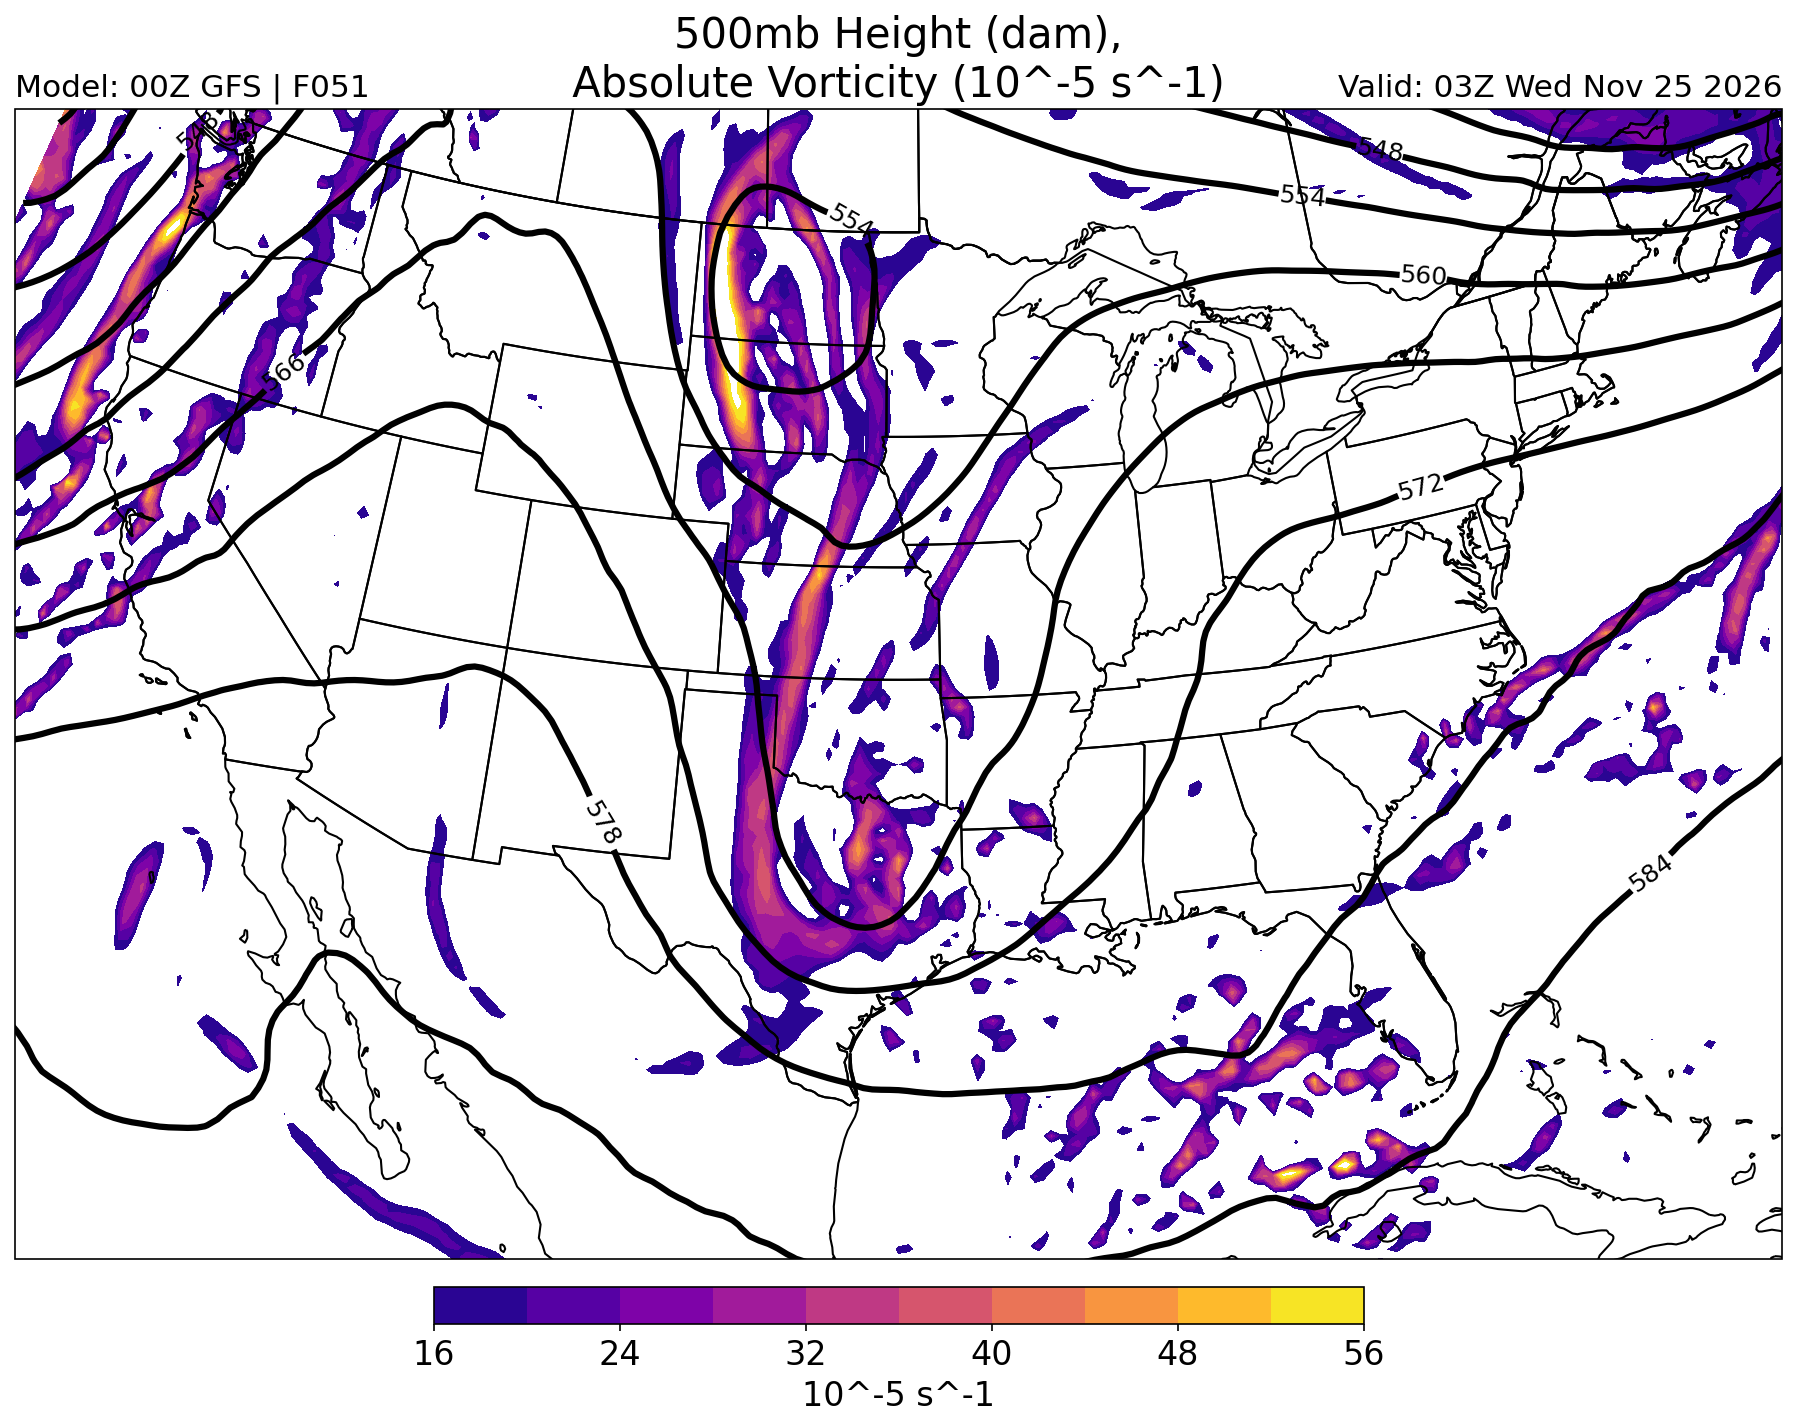 500mb Height (dam),
Absolute Vorticity (10^-5 s^-1)
Model: 00Z GFS | F051
Valid: 03Z Wed Nov 25 2026
548
548
554
554
560
566
572
578
584
16 24 32 40 48 56
10^-5 s^-1